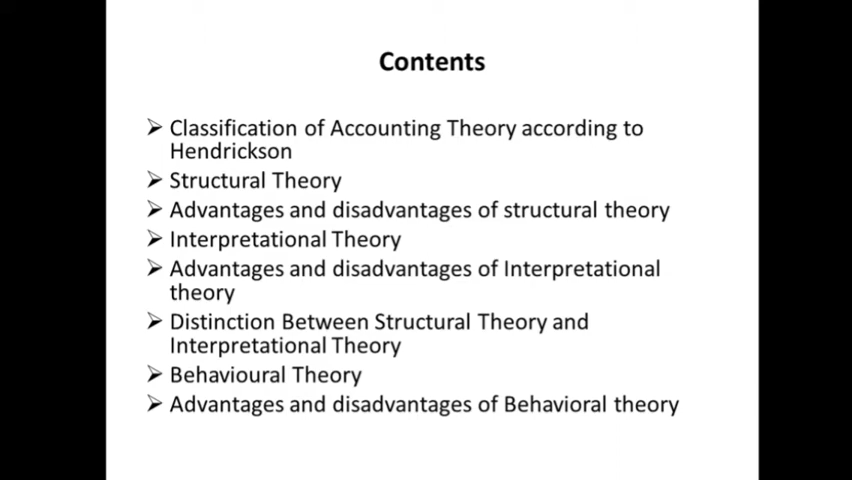 Contents
➢ Classification of Accounting Theory according to
Hendrickson
➢ Structural Theory
➢ Advantages and disadvantages of structural theory
➢ Interpretational Theory
➢ Advantages and disadvantages of Interpretational
theory
➢ Distinction Between Structural Theory and
Interpretational Theory
➢ Behavioural Theory
➢ Advantages and disadvantages of Behavioral theory